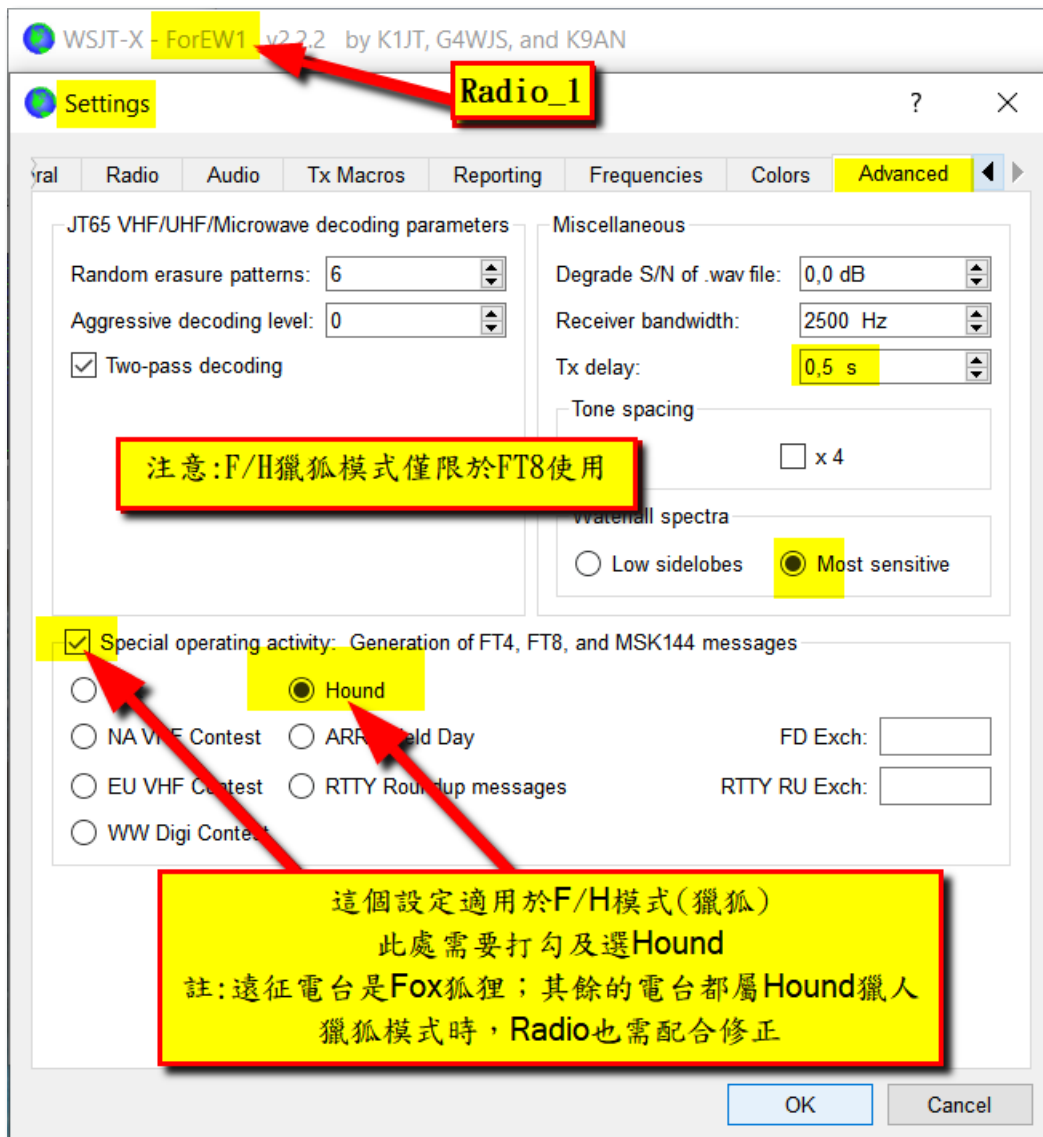 WSJT-X - ForEW1 v2.2.2 by K1JT, G4WJS, and K9AN
Radio_1
Settings
?
ral Radio Audio Tx Macros Reporting Frequencies Colors Advanced
JT65 VHF/UHF/Microwave decoding parameters
Random erasure patterns: 6
Aggressive decoding level: 0
Two-pass decoding
Miscellaneous
Degrade S/N of .wav file: 0,0 dB
Receiver bandwidth: 2500 Hz
Tx delay: 0,5 s
Tone spacing
x 4
注意:F/H獵狐模式僅限於FT8使用
Waterfall spectra
Low sidelobes Most sensitive
Special operating activity: Generation of FT4, FT8, and MSK144 messages
Hound
NA VHF Contest ARRL Field Day FD Exch:
EU VHF Contest RTTY Roundup messages RTTY RU Exch:
WW Digi Contest
這個設定適用於F/H模式(獵狐)
此處需要打勾及選Hound
註:遠征電台是Fox狐狸；其餘的電台都屬Hound獵人
獵狐模式時，Radio也需配合修正
OK Cancel